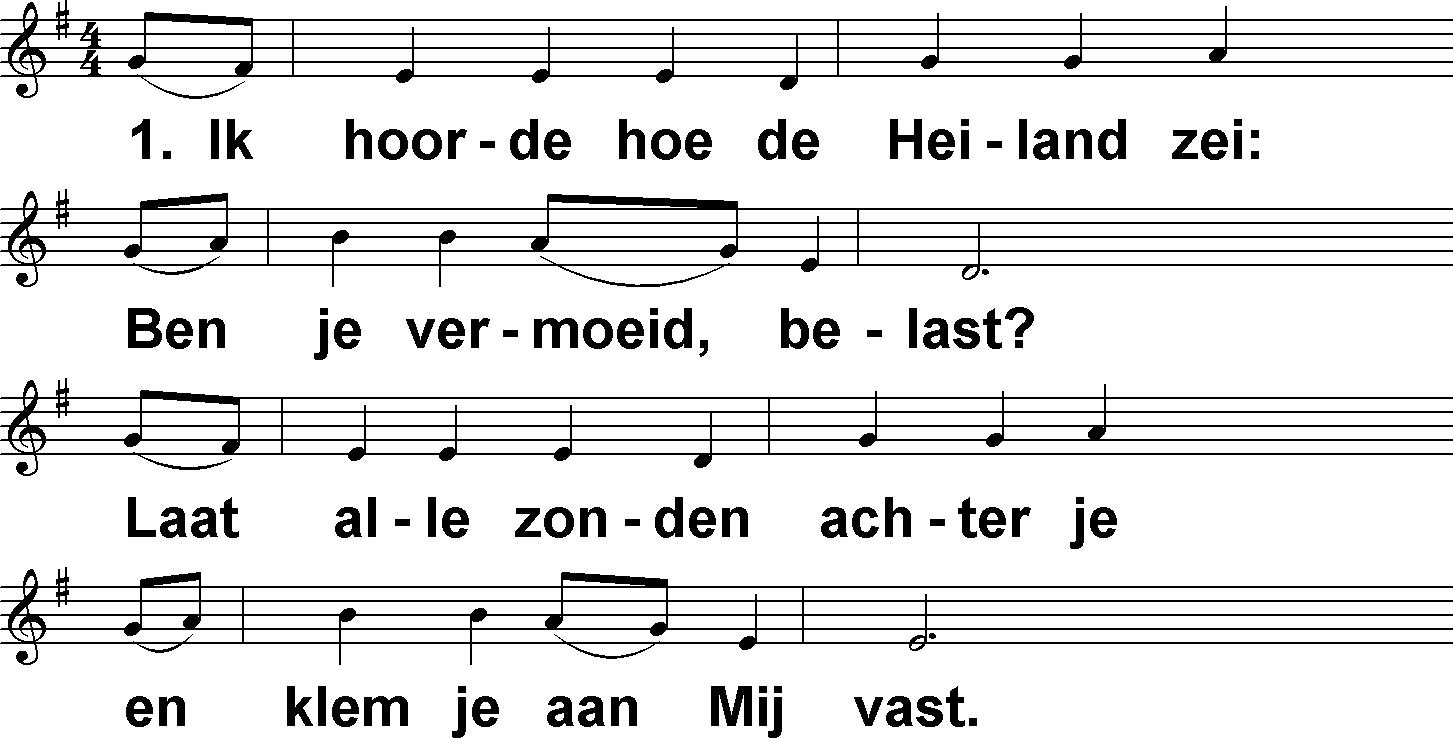 1. Ik hoor - de hoe de Hei - land zei:
Ben je ver - moeid, be - last?
Laat al - le zon - den ach - ter je
en klem je aan Mij vast.